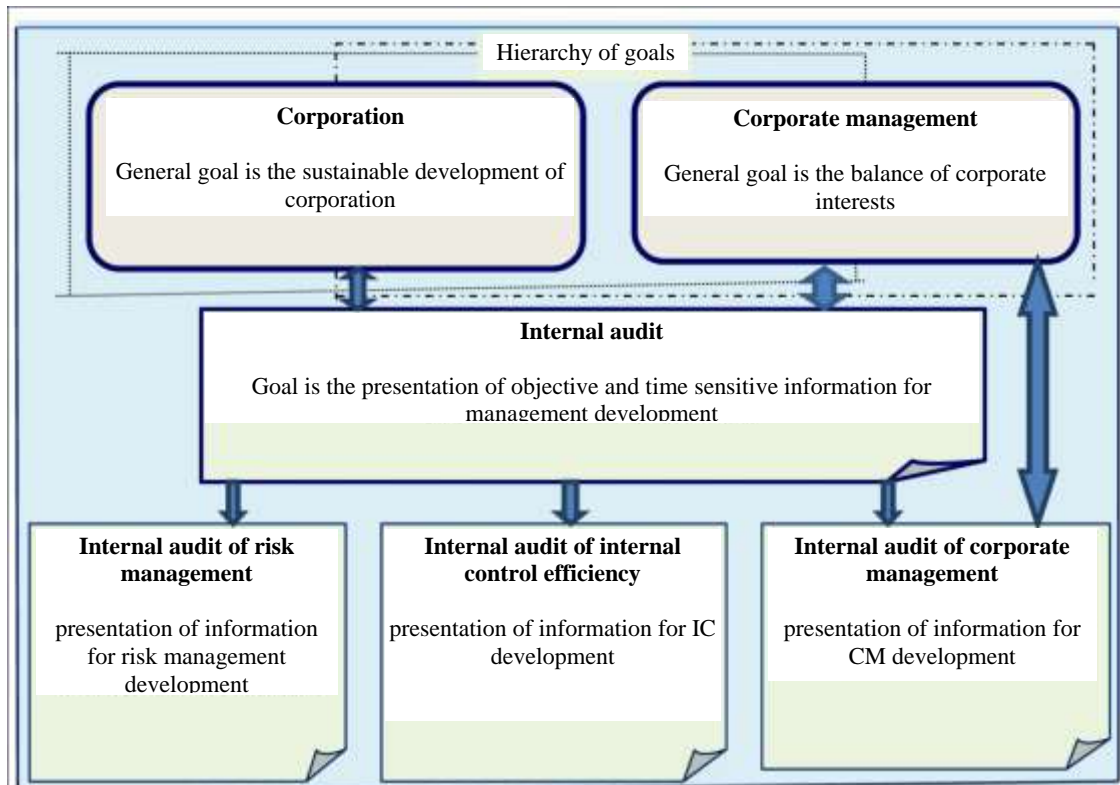 Hierarchy of goals
Corporation
General goal is the sustainable development of
corporation
Corporate management
General goal is the balance of corporate
interests
Internal audit
Goal is the presentation of objective and time sensitive information for
management development
Internal audit of risk
management
presentation of information
for risk management
development
Internal audit of internal
control efficiency
presentation of information for IC
development
Internal audit of corporate
management
presentation of information for
CM development